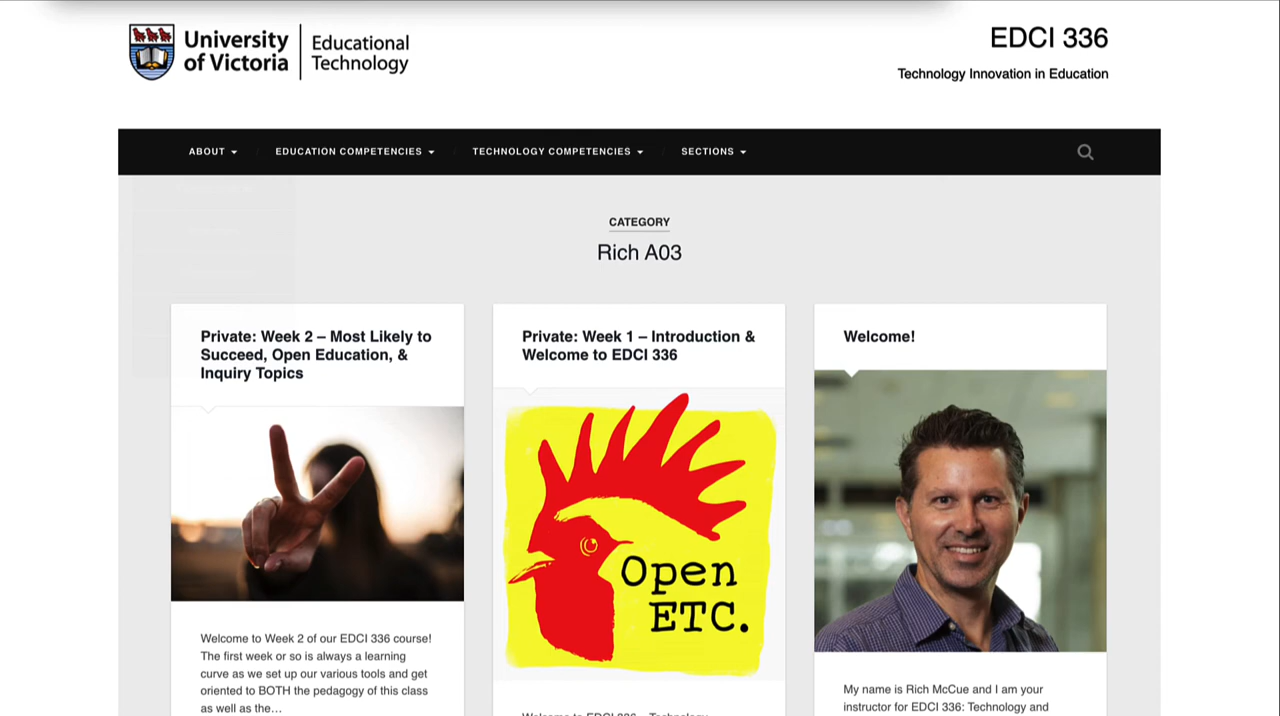 University
of Victoria
Educational
Technology
EDCI 336
Technology Innovation in Education
ABOUT
EDUCATION COMPETENCIES
TECHNOLOGY COMPETENCIES
SECTIONS
CATEGORY
Rich A03
Private: Week 2 – Most Likely to
Succeed, Open Education, &
Inquiry Topics
Welcome to Week 2 of our EDCI 336 course!
The first week or so is always a learning
curve as we set up our various tools and get
oriented to BOTH the pedagogy of this class
as well as the…
Private: Week 1 – Introduction &
Welcome to EDCI 336
Open
ETC.
Welcome!
My name is Rich McCue and I am your
instructor for EDCI 336: Technology and